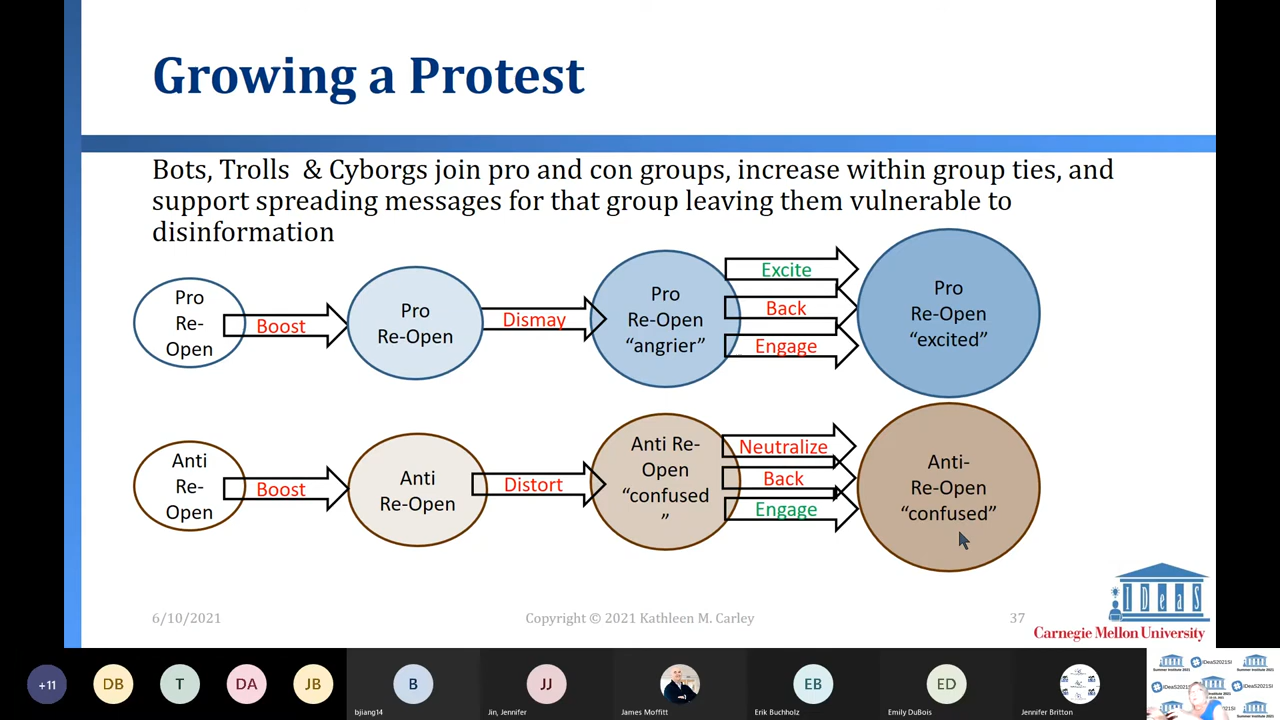 Growing a Protest
Bots, Trolls & Cyborgs join pro and con groups, increase within group ties, and
support spreading messages for that group leaving them vulnerable to
disinformation
Pro
Re-
Open
Boost
Pro
Re-Open
Dismay
Pro
Re-Open
“angrier”
Excite
Back
Engage
Pro
Re-Open
“excited”
Anti
Re-
Open
Boost
Anti
Re-Open
Distort
Anti Re-
Open
“confused
”
Neutralize
Back
Engage
Anti-
Re-Open
“confused”
6/10/2021
Copyright © 2021 Kathleen M. Carley
37
IDeaS
Carnegie Mellon University
+11
DB
T
DA
JB
B
bjiang14
JJ
Jin, Jennifer
James Moffitt
EB
Erik Buchholz
ED
Emily DuBois
Jennifer Britton